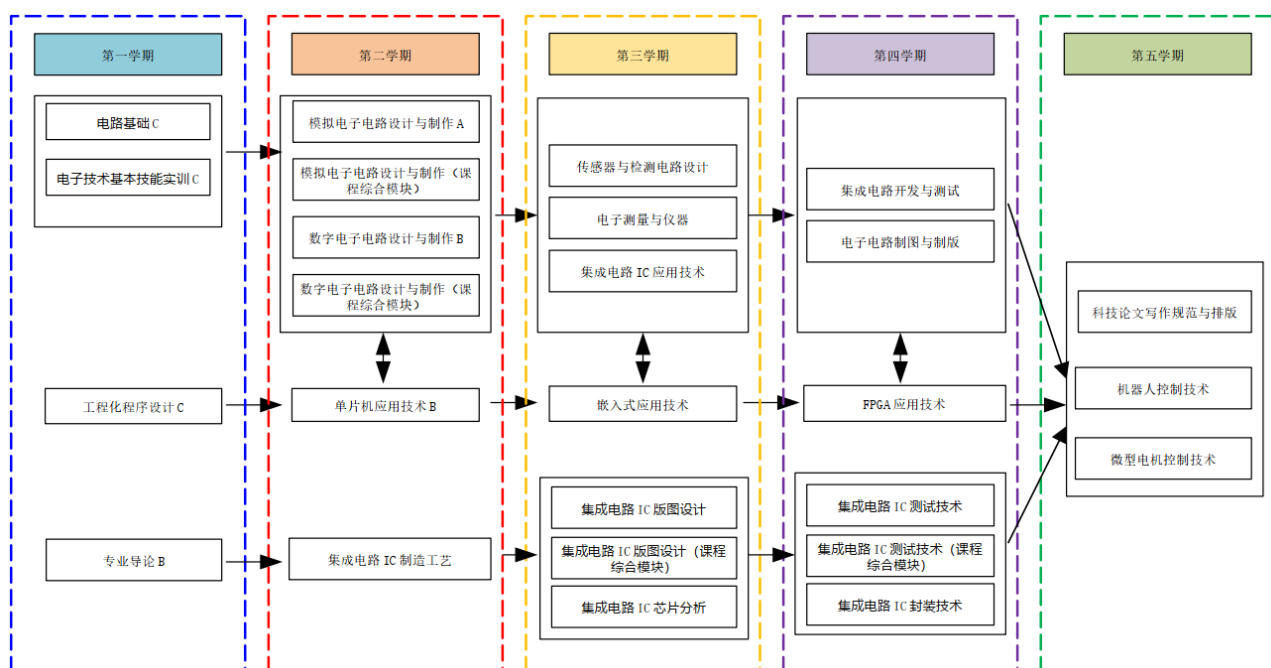 第一学期
第二学期
第三学期
第四学期
第五学期
电路基础 C
电子技术基本技能实训 C
模拟电子电路设计与制作 A
模拟电子电路设计与制作（课
程综合模块）
数字电子电路设计与制作 B
数字电子电路设计与制作（课
程综合模块）
传感器与检测电路设计
电子测量与仪器
集成电路 IC 应用技术
集成电路开发与测试
电子电路制图与制版
科技论文写作规范与排版
机器人控制技术
微型电机控制技术
工程化程序设计 C
单片机应用技术 B
嵌入式应用技术
FPGA 应用技术
专业导论 B
集成电路 IC 制造工艺
集成电路 IC 版图设计
集成电路 IC 版图设计（课程
综合模块）
集成电路 IC 芯片分析
集成电路 IC 测试技术
集成电路 IC 测试技术（课程
综合模块）
集成电路 IC 封装技术